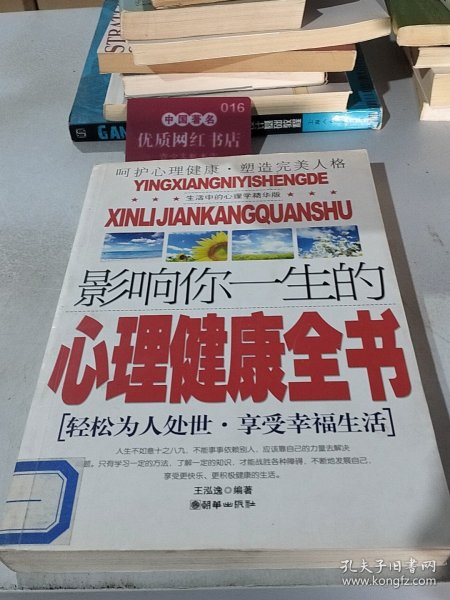 016
中国著名
优质网红书店
GAM
呵护心理健康·塑造完美人格
YINGXIANGNIYISHENGDE
★ ★ ★ 生活中的心理学精华版 ★ ★ ★
XINLIJIANKANGQUANSHU
影响你一生的
心理健康全书
[轻松为人处世·享受幸福生活]
人生不如意十之八九，不能事事依赖别人，应该靠自己的力量去解决
题。只有学习一定的方法，了解一定的知识，才能战胜各种障碍，不断地发展自己，
享受更快乐、更积极健康的生活。
王泓逸◎编著
朝华出版社
孔夫子旧书网
www.kongfz.com